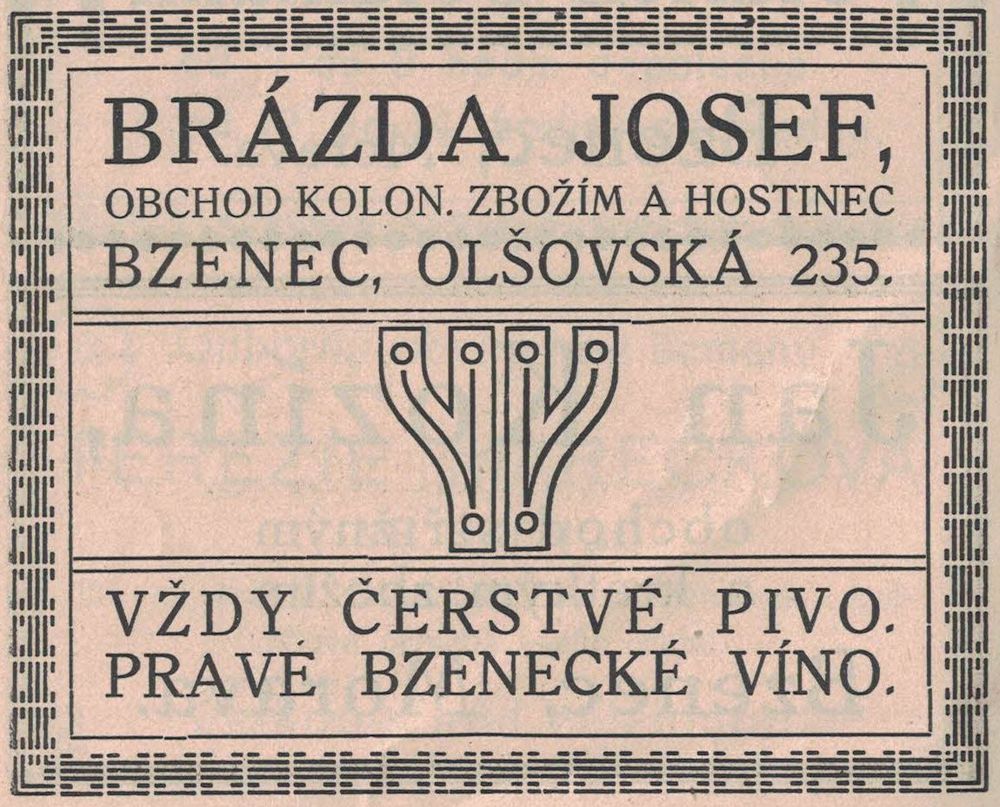 BRÁZDA JOSEF,
OBCHOD KOLON. ZBOŽÍM A HOSTINEC
BZENEC, OLŠOVSKÁ 235.
VŽDY ČERSTVÉ PIVO.
PRAVÉ BZENECKÉ VÍNO.